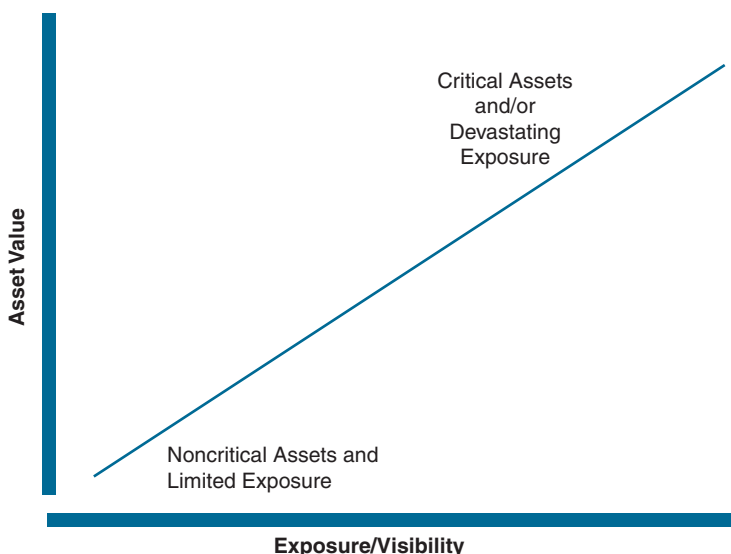 Critical Assets
and/or
Devastating
Exposure
Asset Value
Noncritical Assets and
Limited Exposure
Exposure/Visibility